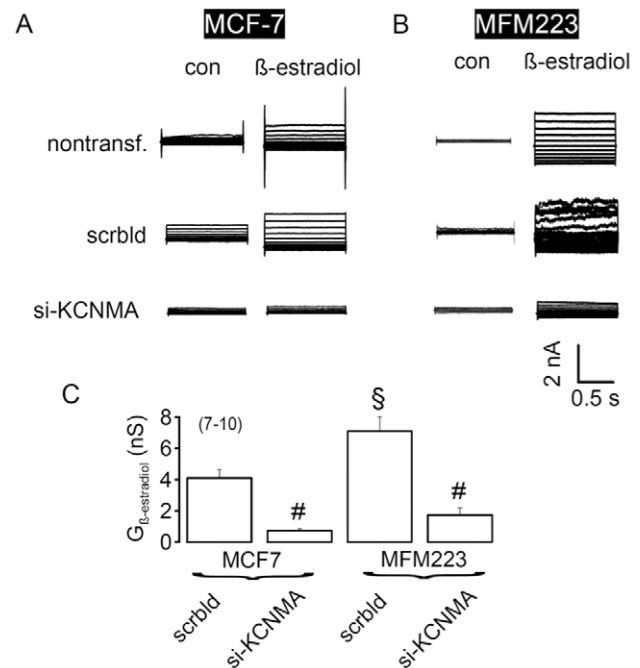 A MCF-7 B MFM223
con ß-estradiol con ß-estradiol
nontransf.
scrbld
si-KCNMA
2 nA
0.5 s
C
Gß-estradiol (nS)
8
6
4
2
0
(7-10)
#
§
#
MCF7 MFM223
scrbld si-KCNMA scrbld si-KCNMA